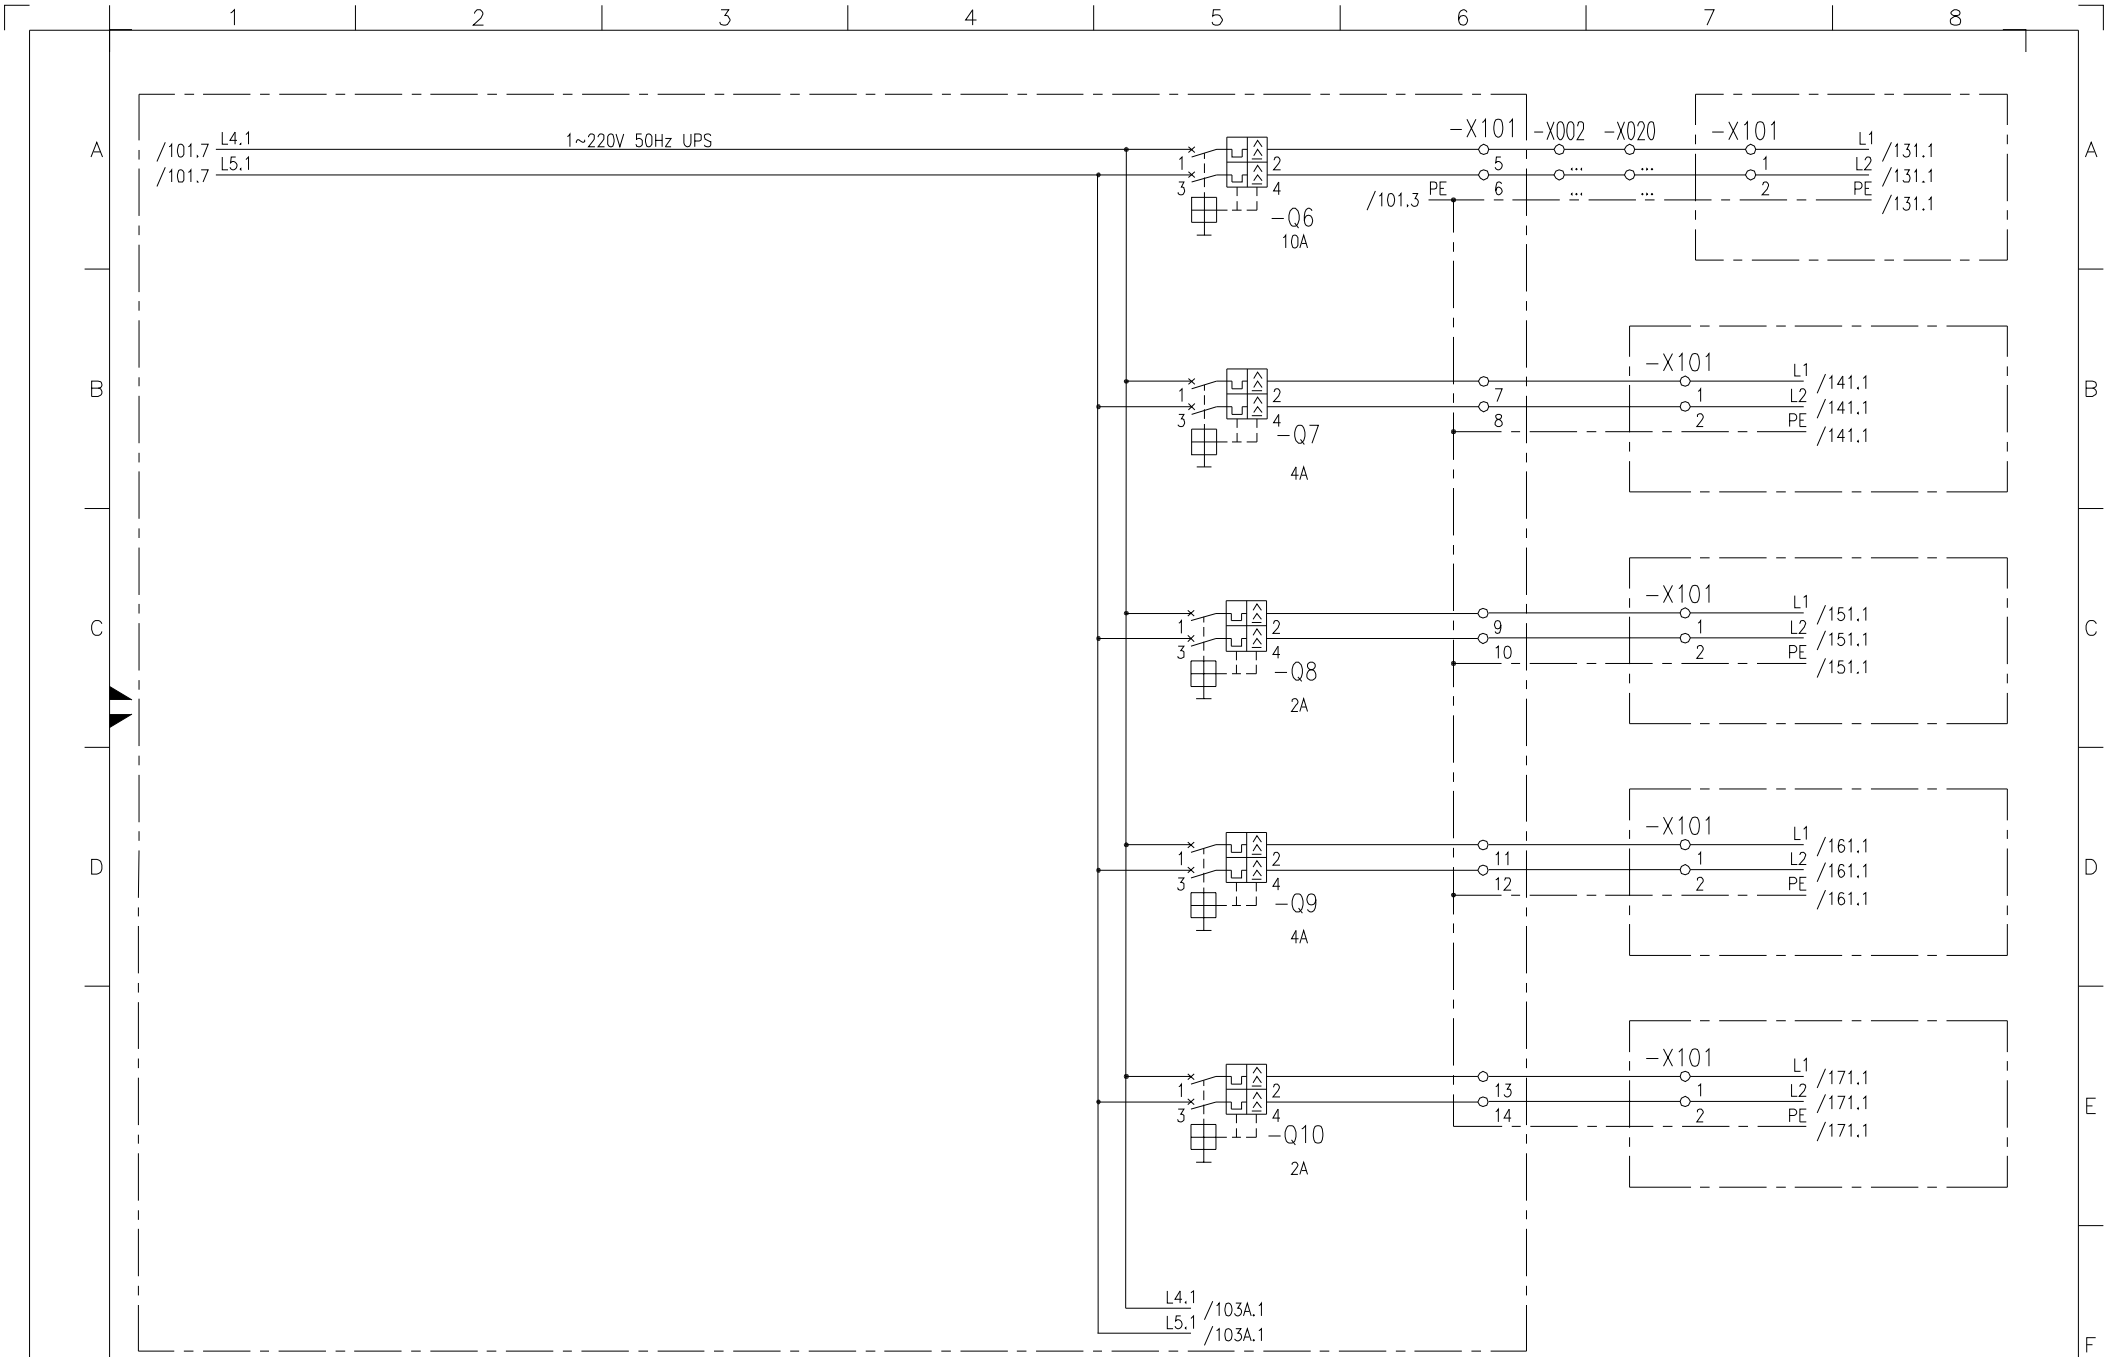 1 2 3 4 5 6 7 8
A A
L4.1 1~220V 50Hz UPS
/101.7
L5.1
/101.7
-X101 -X002 -X020 -X101
L1
/131.1
1 2 5 ... ... 1
L2
/131.1
3 4 6 ... ... 2
PE
/101.3
PE
/131.1
-Q6
10A
B B
-X101
L1
/141.1
1 2 7 1
L2
/141.1
3 4 8 2
PE
/141.1
-Q7
4A
C C
-X101
L1
/151.1
1 2 9 1
L2
/151.1
3 4 10 2
PE
/151.1
-Q8
2A
D D
-X101
L1
/161.1
1 2 11 1
L2
/161.1
3 4 12 2
PE
/161.1
-Q9
4A
E
-X101
L1
/171.1
1 2 13 1
L2
/171.1
3 4 14 2
PE
/171.1
-Q10
2A
L4.1
/103A.1
L5.1
/103A.1
F